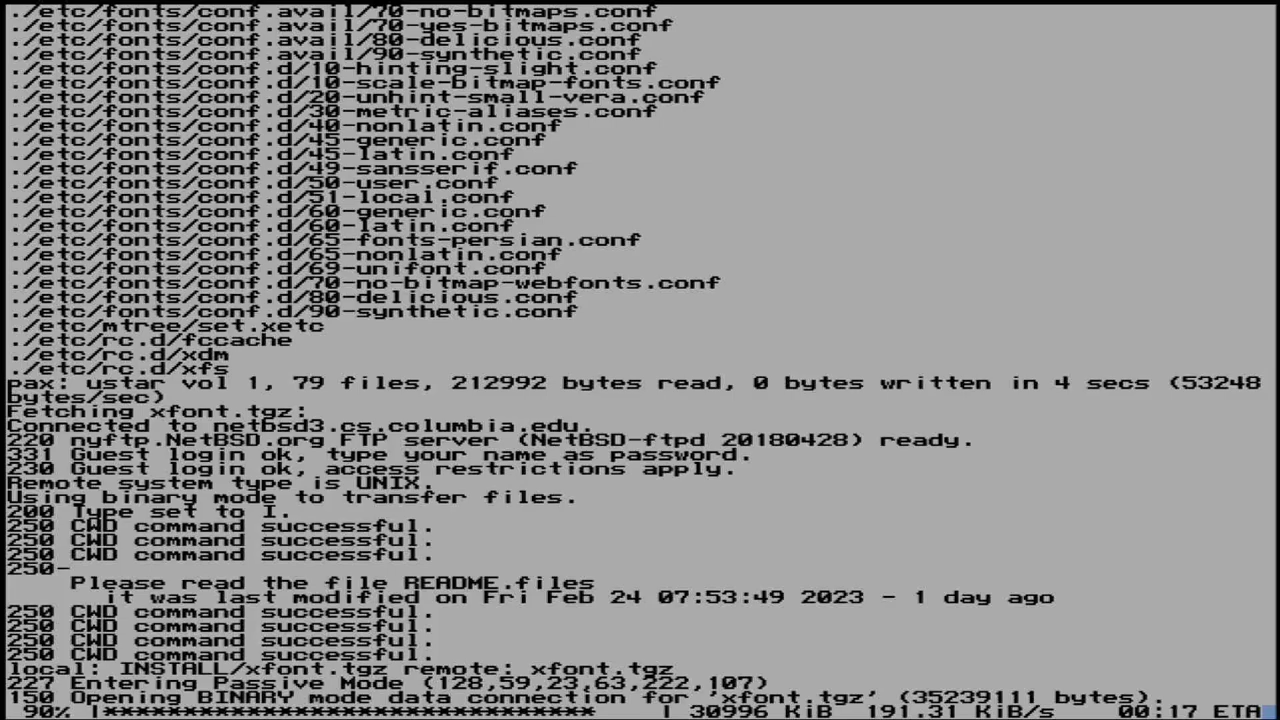 ./etc/fonts/conf.avail/70-no-bitmaps.conf
./etc/fonts/conf.avail/70-yes-bitmaps.conf
./etc/fonts/conf.avail/80-delicious.conf
./etc/fonts/conf.avail/90-synthetic.conf
./etc/fonts/conf.d/10-hinting-slight.conf
./etc/fonts/conf.d/10-scale-bitmap-fonts.conf
./etc/fonts/conf.d/20-unhint-small-vera.conf
./etc/fonts/conf.d/30-metric-aliases.conf
./etc/fonts/conf.d/40-nonlatin.conf
./etc/fonts/conf.d/45-generic.conf
./etc/fonts/conf.d/45-latin.conf
./etc/fonts/conf.d/49-sansserif.conf
./etc/fonts/conf.d/50-user.conf
./etc/fonts/conf.d/51-local.conf
./etc/fonts/conf.d/60-generic.conf
./etc/fonts/conf.d/60-latin.conf
./etc/fonts/conf.d/65-fonts-persian.conf
./etc/fonts/conf.d/65-nonlatin.conf
./etc/fonts/conf.d/69-unifont.conf
./etc/fonts/conf.d/70-no-bitmap-webfonts.conf
./etc/fonts/conf.d/80-delicious.conf
./etc/fonts/conf.d/90-synthetic.conf
./etc/mtree/set.xetc
./etc/rc.d/fccache
./etc/rc.d/xdm
./etc/rc.d/xfs
pax: ustar vol 1, 79 files, 212992 bytes read, 0 bytes written in 4 secs (53248
bytes/sec)
Fetching xfont.tgz:
Connected to netbsd3.cs.columbia.edu.
220 nyftp.NetBSD.org FTP server (NetBSD-ftpd 20180428) ready.
331 Guest login ok, type your name as password.
230 Guest login ok, access restrictions apply.
Remote system type is UNIX.
Using binary mode to transfer files.
200 Type set to I.
250 CWD command successful.
250 CWD command successful.
250 CWD command successful.
250-
Please read the file README.files
it was last modified on Fri Feb 24 07:53:49 2023 - 1 day ago
250 CWD command successful.
250 CWD command successful.
250 CWD command successful.
250 CWD command successful.
local: INSTALL/xfont.tgz remote: xfont.tgz
227 Entering Passive Mode (128,59,23,63,222,107)
150 Opening BINARY mode data connection for 'xfont.tgz' (35239111 bytes).
90% |******************************* | 30996 KiB 191.31 KiB/s 00:17 ETA